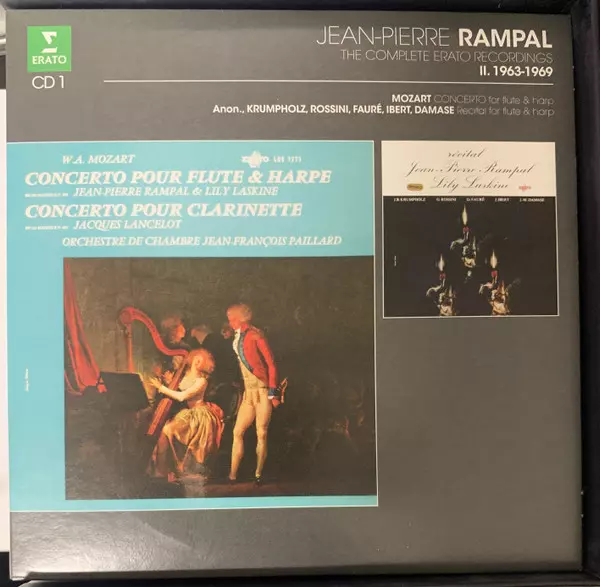 ERATO
CD 1
JEAN-PIERRE RAMPAL
THE COMPLETE ERATO RECORDINGS
II. 1963-1969
MOZART CONCERTO for flute & harp
Anon., KRUMPHOLZ, ROSSINI, FAURÉ, IBERT, DAMASE Recital for flute & harp
W.A. MOZART
CONCERTO POUR FLUTE & HARPE
JEAN-PIERRE RAMPAL & LILY LASKINE
CONCERTO POUR CLARINETTE
JACQUES LANCELOT
ORCHESTRE DE CHAMBRE JEAN-FRANÇOIS PAILLARD
récital
Jean-Pierre Rampal
Lily Laskine